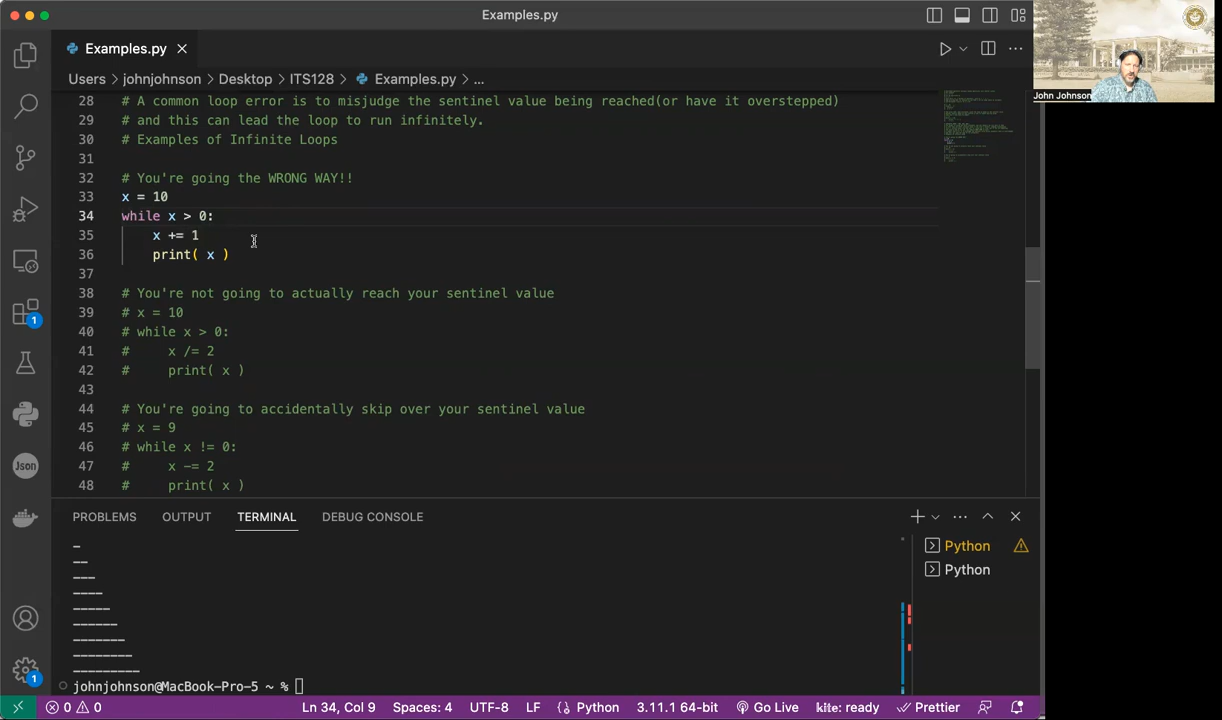 Examples.py
Examples.py
Users > johnjohnson > Desktop > ITS128 > Examples.py > ...
John Johnson
28 # A common loop error is to misjudge the sentinel value being reached(or have it overstepped)
29 # and this can lead the loop to run infinitely.
30 # Examples of Infinite Loops
31
32 # You're going the WRONG WAY!!
33 x = 10
34 while x > 0:
35     x += 1
36     print( x )
37
38 # You're not going to actually reach your sentinel value
39 # x = 10
40 # while x > 0:
41 #     x /= 2
42 #     print( x )
43
44 # You're going to accidentally skip over your sentinel value
45 # x = 9
46 # while x != 0:
47 #     x -= 2
48 #     print( x )
1
Json
PROBLEMS OUTPUT TERMINAL DEBUG CONSOLE
-
--
---
----
-----
------
-------
--------
---------
johnjohnson@MacBook-Pro-5 ~ %
Python
Python
1
0 0 Ln 34, Col 9 Spaces: 4 UTF-8 LF Python 3.11.1 64-bit Go Live kite: ready Prettier